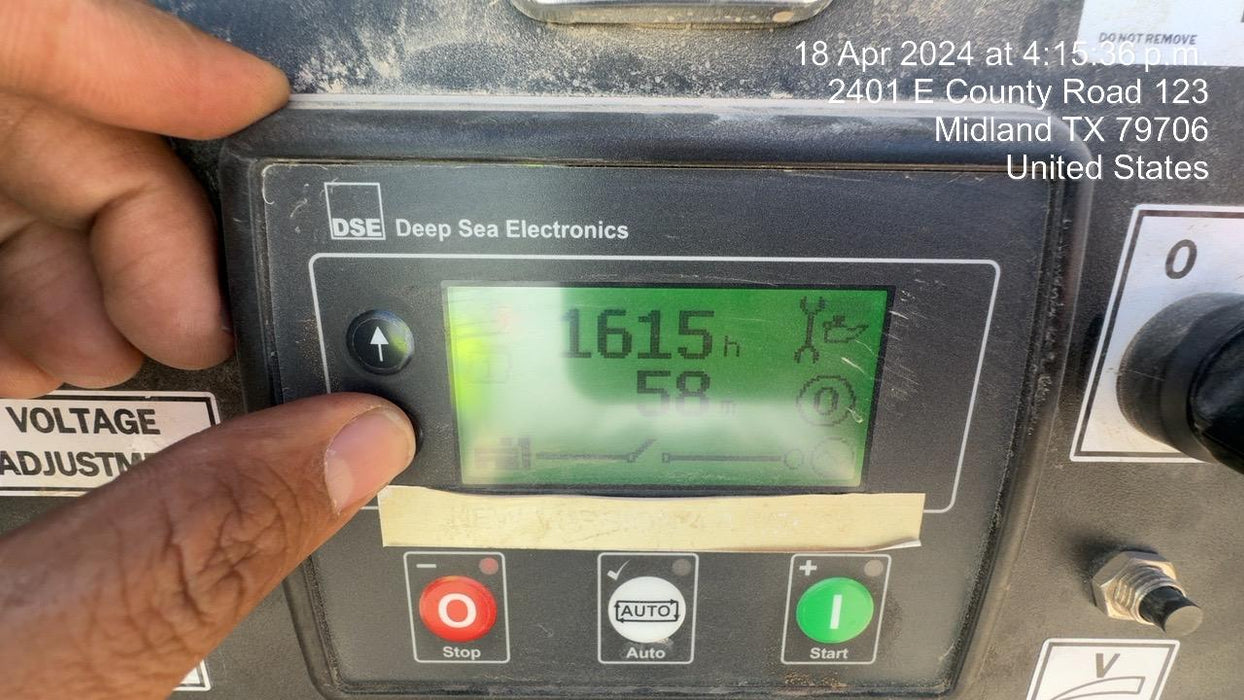 DO NOT REMOVE
18 Apr 2024 at 4:15:36 p.m.
2401 E County Road 123
Midland TX 79706
United States
DSE Deep Sea Electronics
0
1615 h
58 m
0
VOLTAGE
ADJUSTM
− ✓ +
O AUTO I
Stop Auto Start
V